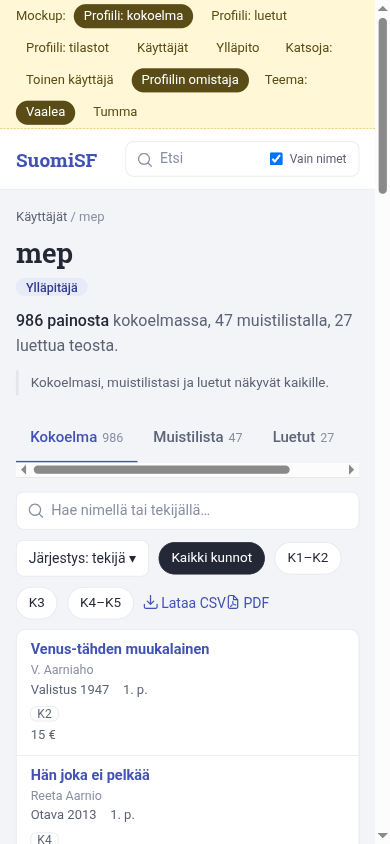 Mockup: Profiili: kokoelma Profiili: luetut
Profiili: tilastot Käyttäjät Ylläpito Katsoja:
Toinen käyttäjä Profiilin omistaja Teema:
Vaalea Tumma
SuomiSF Etsi Vain nimet
Käyttäjät / mep
mep
Ylläpitäjä
986 painosta kokoelmassa, 47 muistilistalla, 27
luettua teosta.
Kokoelmasi, muistilistasi ja luetut näkyvät kaikille.
Kokoelma 986 Muistilista 47 Luetut 27
Hae nimellä tai tekijällä…
Järjestys: tekijä ▾ Kaikki kunnot K1–K2
K3 K4–K5 Lataa CSV PDF
Venus-tähden muukalainen
V. Aarniaho
Valistus 1947 1. p.
K2
15 €
Hän joka ei pelkää
Reeta Aarnio
Otava 2013 1. p.
K4